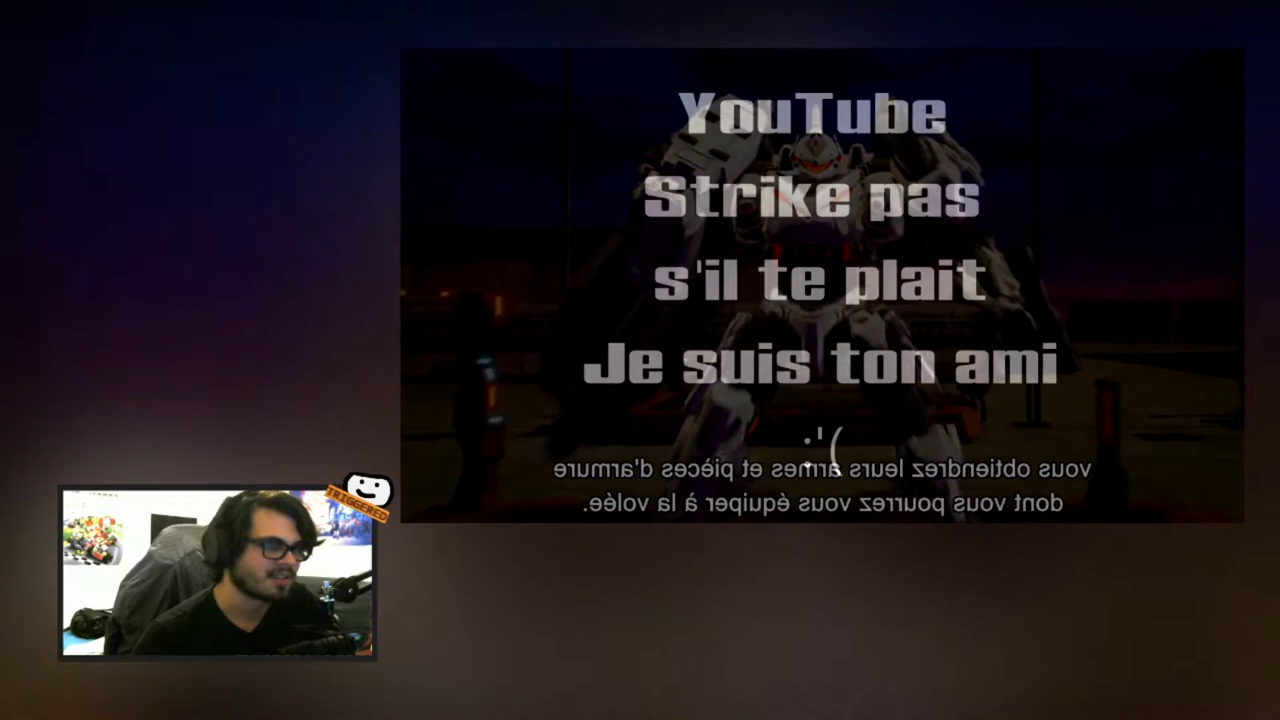 YouTube
Strike pas
s'il te plait
Je suis ton ami
:')
vous obtiendrez leurs armes et pièces d'armure
dont vous pourrez vous équiper à la volée.
TRIGGERED